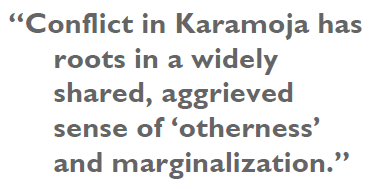 “Conflict in Karamoja has
roots in a widely
shared, aggrieved
sense of ‘otherness’
and marginalization.”